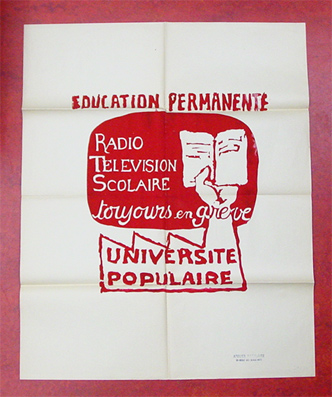 EDUCATION PERMANENTE
RADIO
TELEVISION
SCOLAIRE
toujours en grève
UNIVERSITE
POPULAIRE